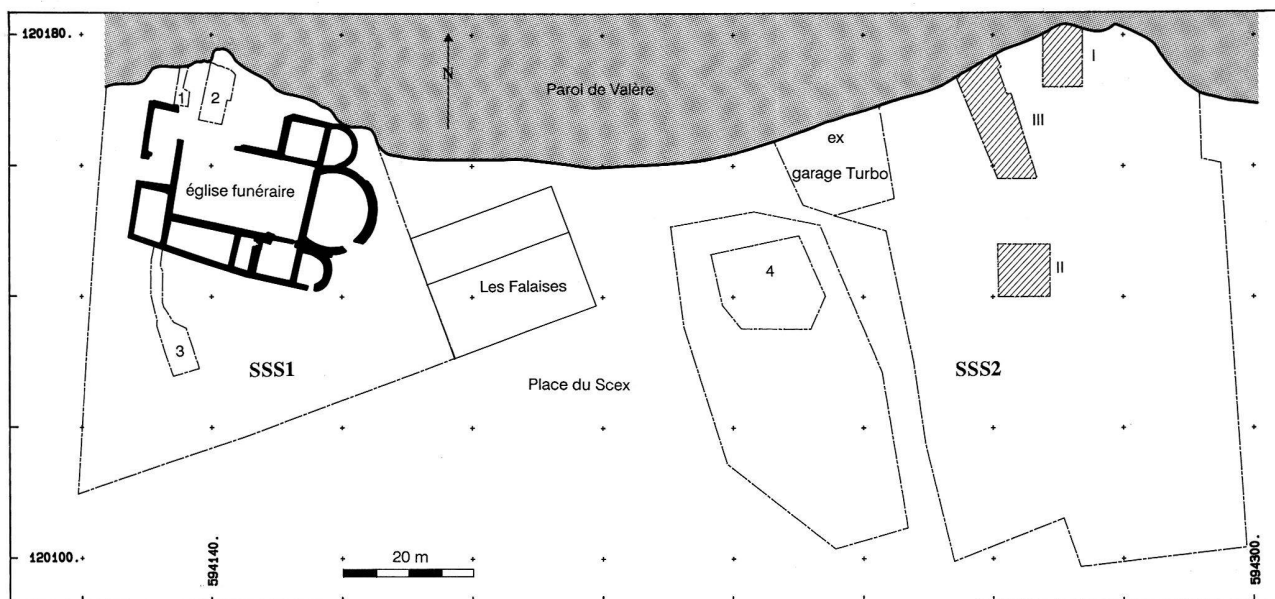 120180.
N
Paroi de Valère
I
1
2
III
ex
garage Turbo
église funéraire
II
4
Les Falaises
3
SSS1
Place du Scex
SSS2
120100.
594140.
20 m
594300.